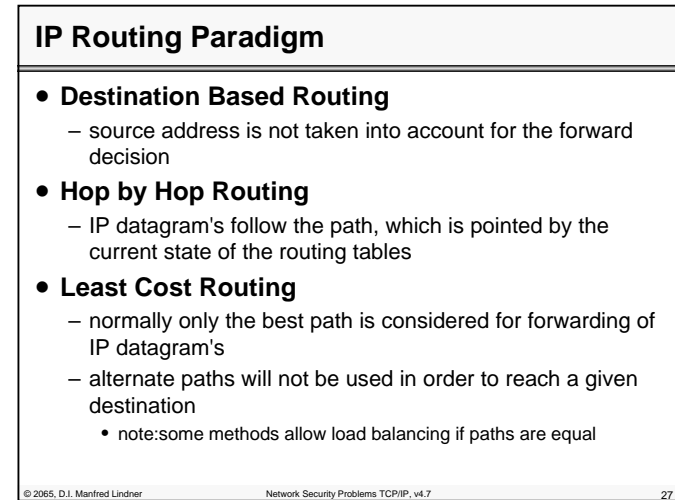 IP Routing Paradigm
• Destination Based Routing
– source address is not taken into account for the forward
decision
• Hop by Hop Routing
– IP datagram's follow the path, which is pointed by the
current state of the routing tables
• Least Cost Routing
– normally only the best path is considered for forwarding of
IP datagram's
– alternate paths will not be used in order to reach a given
destination
• note:some methods allow load balancing if paths are equal
© 2065, D.I. Manfred Lindner Network Security Problems TCP/IP, v4.7 27